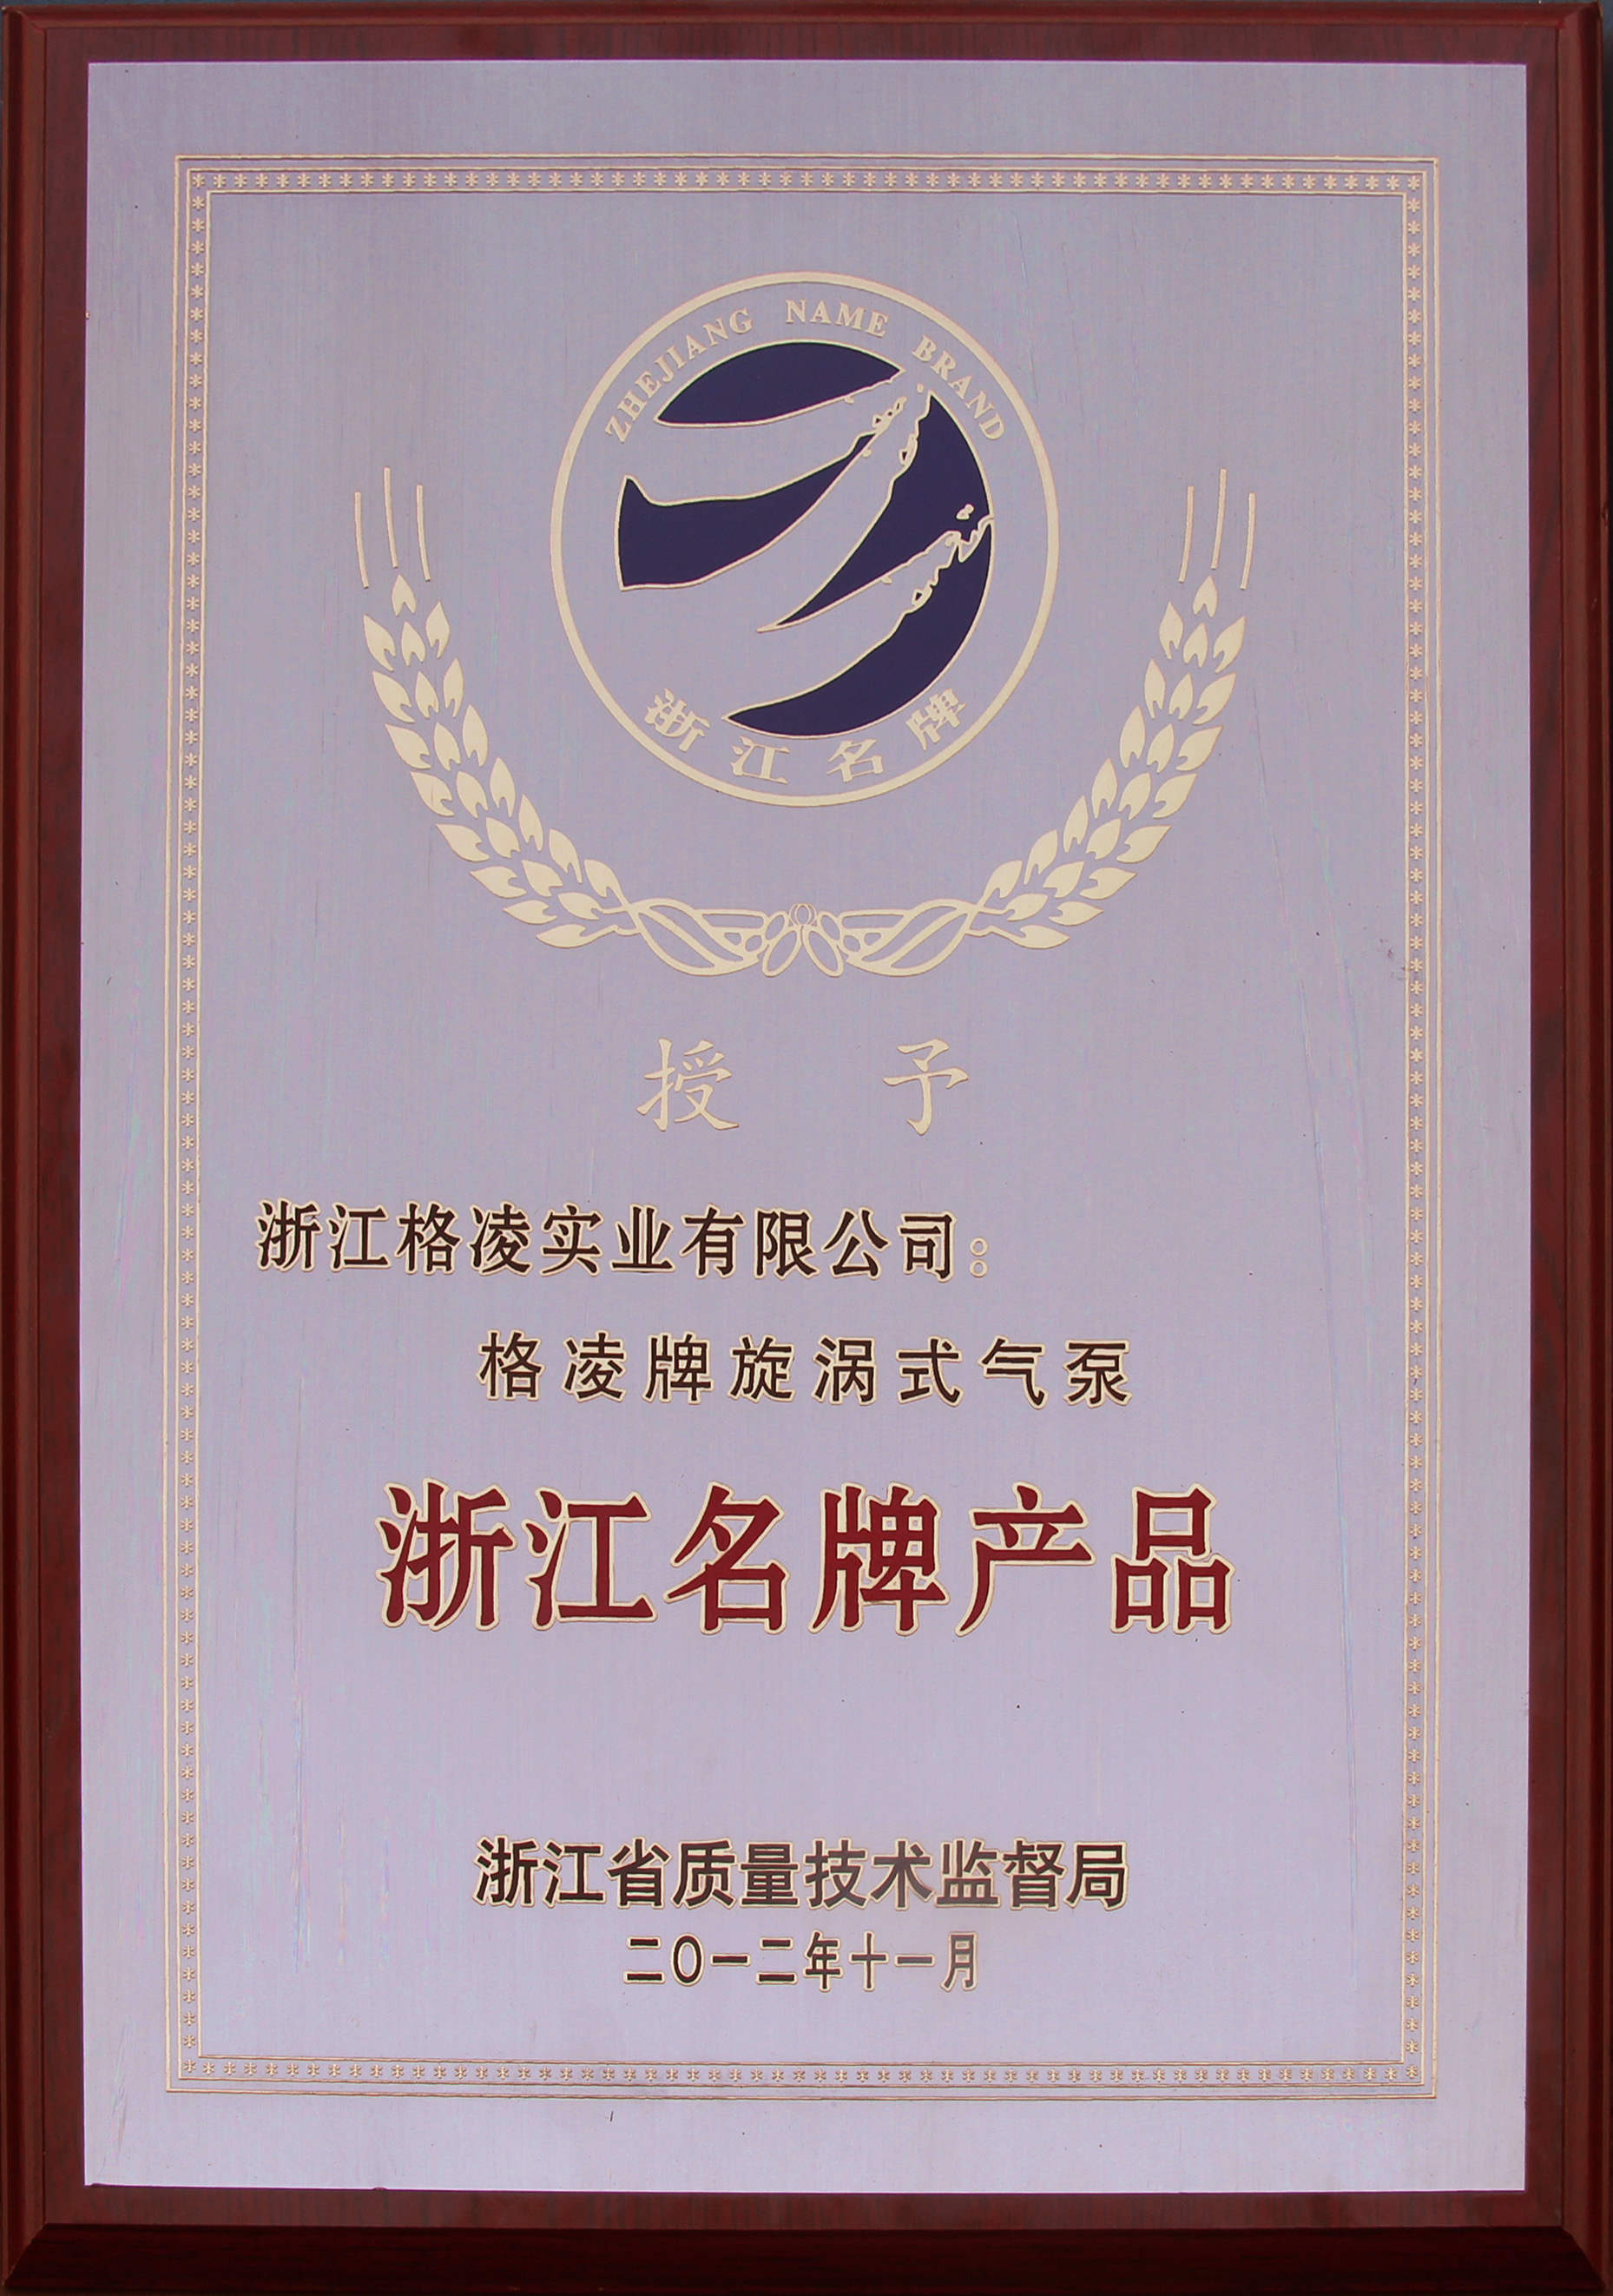 ZHEJIANG NAME BRAND
浙江名牌
授予
浙江格凌实业有限公司：
格凌牌旋涡式气泵
浙江名牌产品
浙江省质量技术监督局
二〇一二年十一月